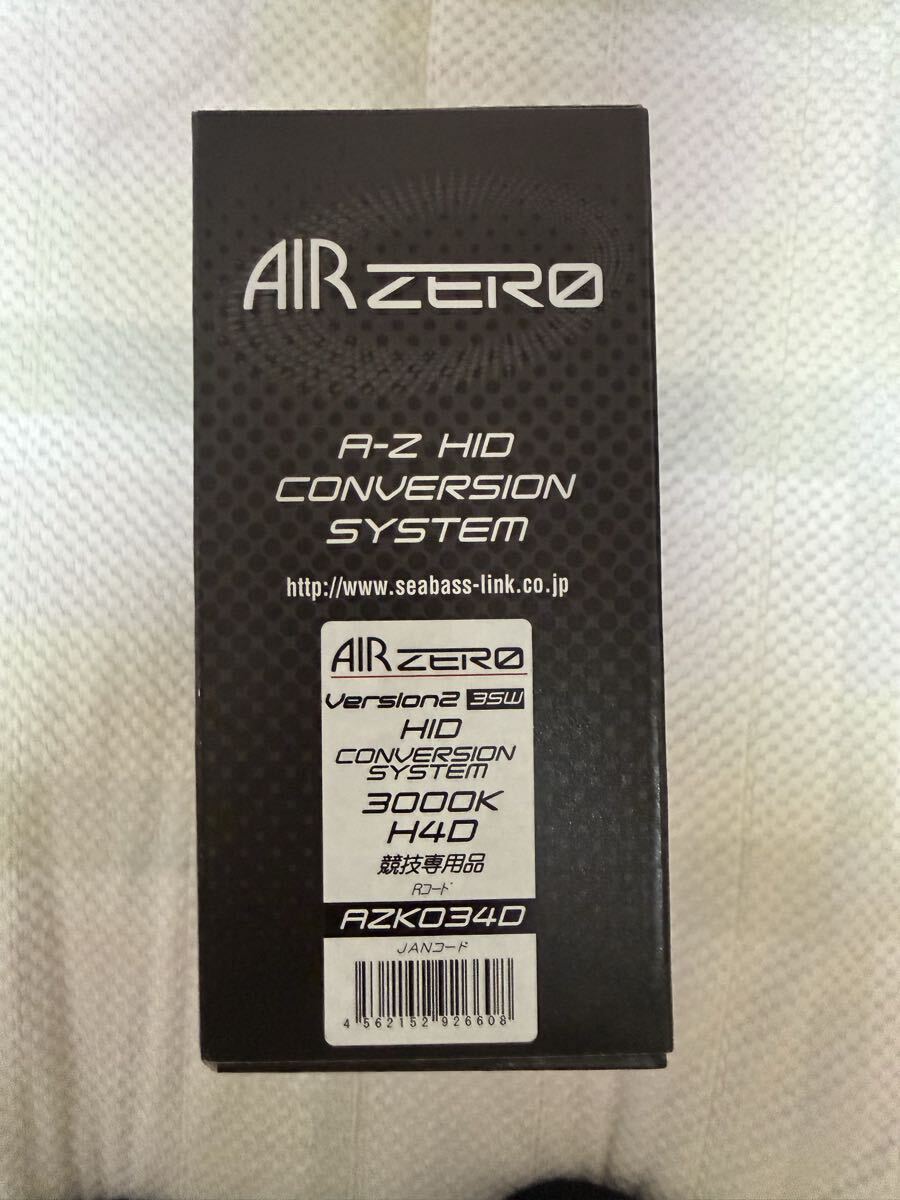 AIR ZERO
A-Z HID
CONVERSION
SYSTEM
http://www.seabass-link.co.jp
AIR ZERO
Version2 35W
HID
CONVERSION
SYSTEM
3000K
H4D
競技専用品
Rコード
AZK034D
JANコード
4 562152 926608